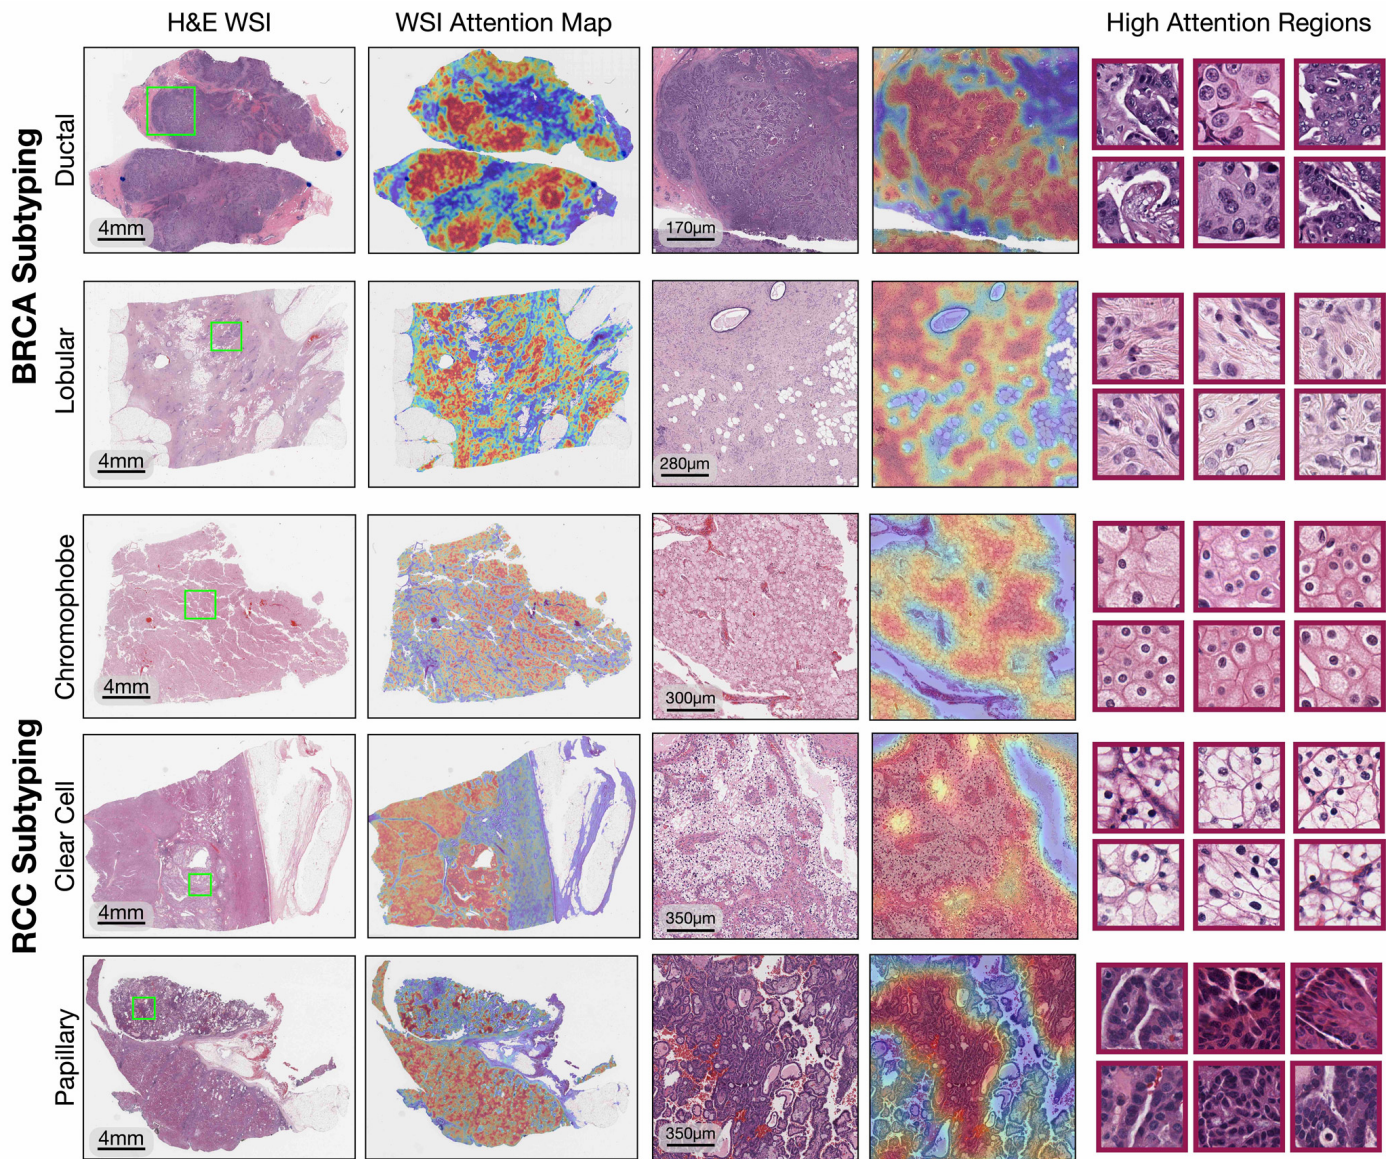 H&E WSI
WSI Attention Map
High Attention Regions
BRCA Subtyping
Ductal
4mm
170µm
Lobular
4mm
280µm
RCC Subtyping
Chromophobe
4mm
300µm
Clear Cell
4mm
350µm
Papillary
4mm
350µm